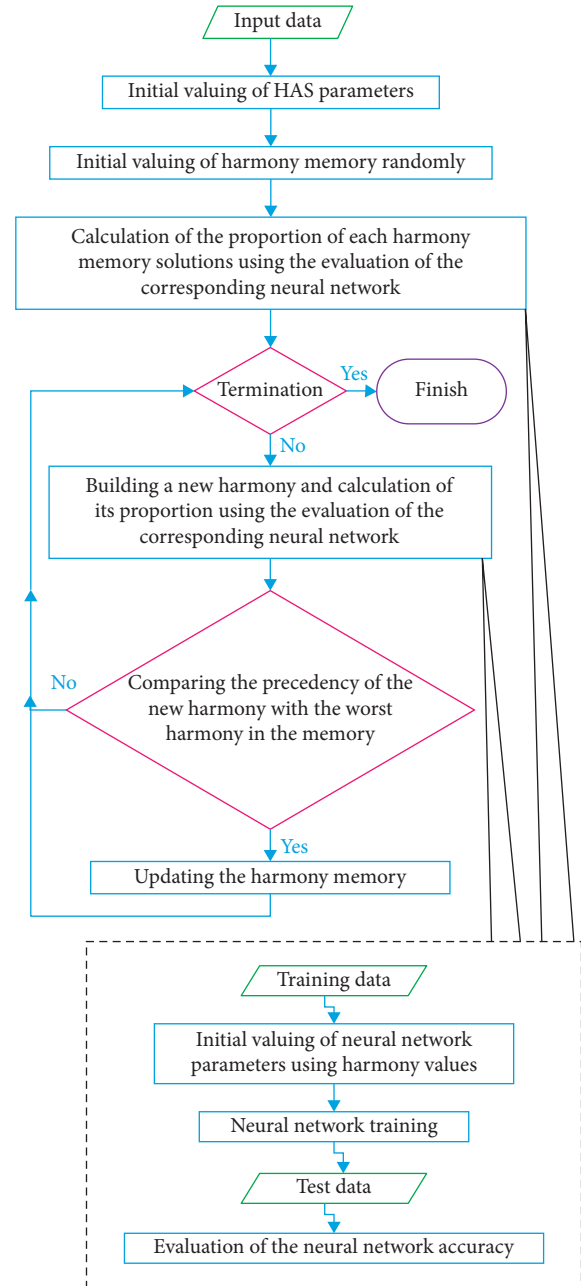 Input data
Initial valuing of HAS parameters
Initial valuing of harmony memory randomly
Calculation of the proportion of each harmony
memory solutions using the evaluation of the
corresponding neural network
Termination
Yes
Finish
No
Building a new harmony and calculation of
its proportion using the evaluation of the
corresponding neural network
No
Comparing the precedency of the
new harmony with the worst
harmony in the memory
Yes
Updating the harmony memory
Training data
Initial valuing of neural network
parameters using harmony values
Neural network training
Test data
Evaluation of the neural network accuracy